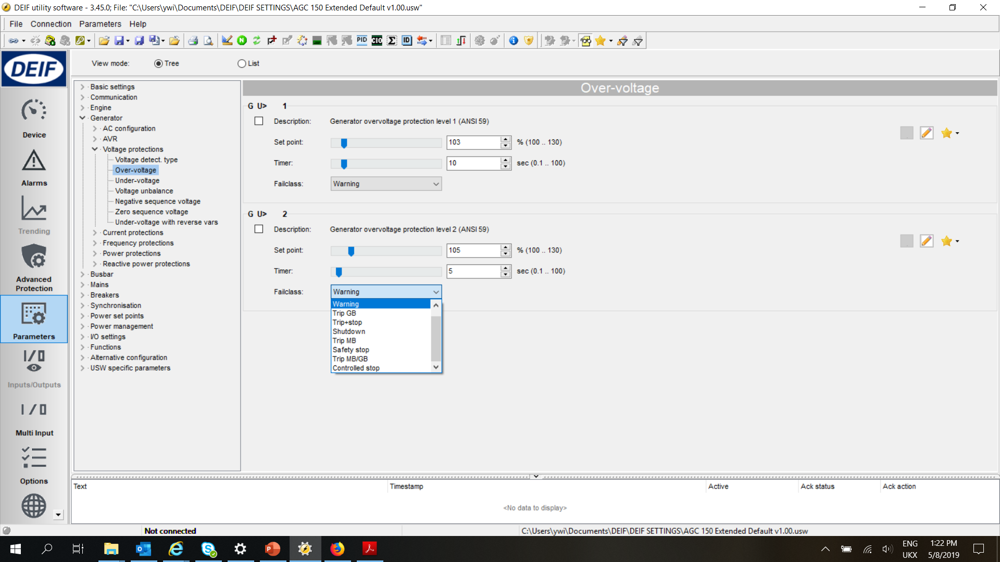 DEIF utility software - 3.45.0; File: "C:\Users\ywi\Documents\DEIF\DEIF SETTINGS\AGC 150 Extended Default v1.00.usw"
File Connection Parameters Help
PID CIO Σ ID
DEIF
View mode: Tree List
Device
Alarms
Trending
Advanced
Protection
Parameters
Inputs/Outputs
I/O
Multi Input
Options
Basic settings
Communication
Engine
Generator
AC configuration
AVR
Voltage protections
Voltage detect. type
Over-voltage
Under-voltage
Voltage unbalance
Negative sequence voltage
Zero sequence voltage
Under-voltage with reverse vars
Current protections
Frequency protections
Power protections
Reactive power protections
Busbar
Mains
Breakers
Synchronisation
Power set points
Power management
I/O settings
Functions
Alternative configuration
USW specific parameters
Over-voltage
G U> 1
Description: Generator overvoltage protection level 1 (ANSI 59)
Set point: 103 % (100 .. 130)
Timer: 10 sec (0.1 .. 100)
Failclass: Warning
G U> 2
Description: Generator overvoltage protection level 2 (ANSI 59)
Set point: 105 % (100 .. 130)
Timer: 5 sec (0.1 .. 100)
Failclass: Warning
Warning
Trip GB
Trip+stop
Shutdown
Trip MB
Safety stop
Trip MB/GB
Controlled stop
Text Timestamp Active Ack status Ack action
<No data to display>
Not connected C:\Users\ywi\Documents\DEIF\DEIF SETTINGS\AGC 150 Extended Default v1.00.usw
ENG 1:22 PM
UKX 5/8/2019